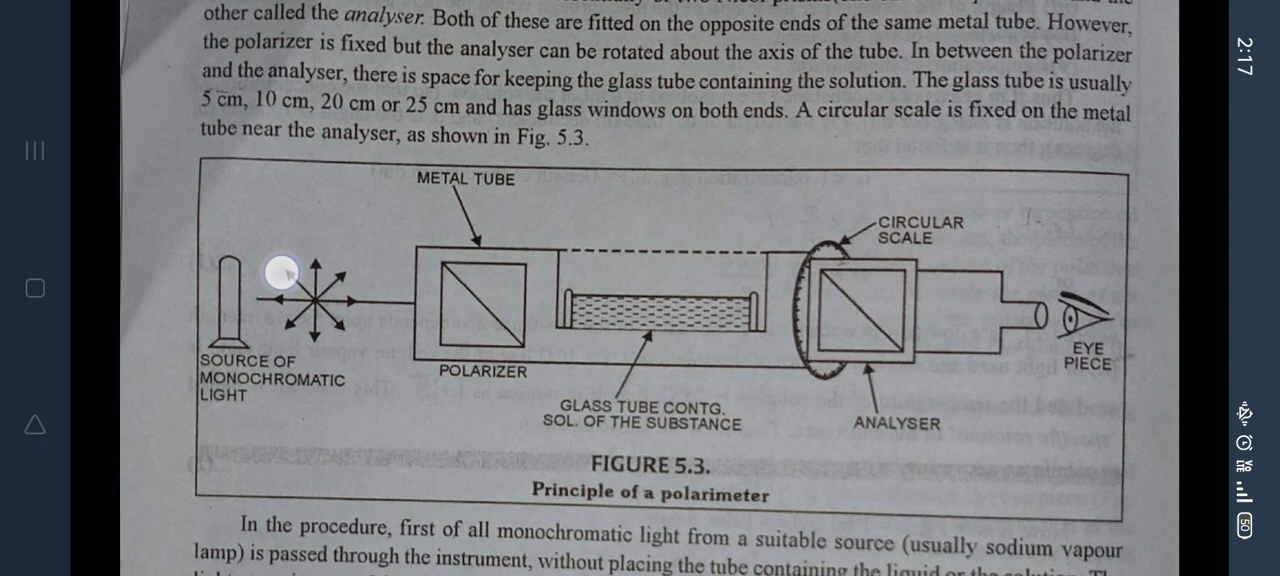 other called the analyser. Both of these are fitted on the opposite ends of the same metal tube. However,
the polarizer is fixed but the analyser can be rotated about the axis of the tube. In between the polarizer
and the analyser, there is space for keeping the glass tube containing the solution. The glass tube is usually
5 cm, 10 cm, 20 cm or 25 cm and has glass windows on both ends. A circular scale is fixed on the metal
tube near the analyser, as shown in Fig. 5.3.
METAL TUBE
CIRCULAR
SCALE
SOURCE OF
MONOCHROMATIC
LIGHT
POLARIZER
GLASS TUBE CONTG.
SOL. OF THE SUBSTANCE
ANALYSER
EYE
PIECE
FIGURE 5.3.
Principle of a polarimeter
In the procedure, first of all monochromatic light from a suitable source (usually sodium vapour
lamp) is passed through the instrument, without placing the tube containing the liquid or the solution.
2:17
50